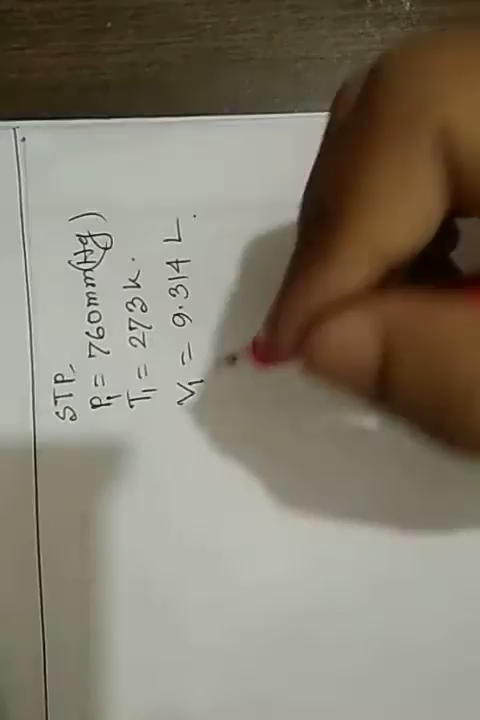 STP.
P₁ = 760mm(Hg)
T₁ = 273K.
V₁ = 9.314 L.